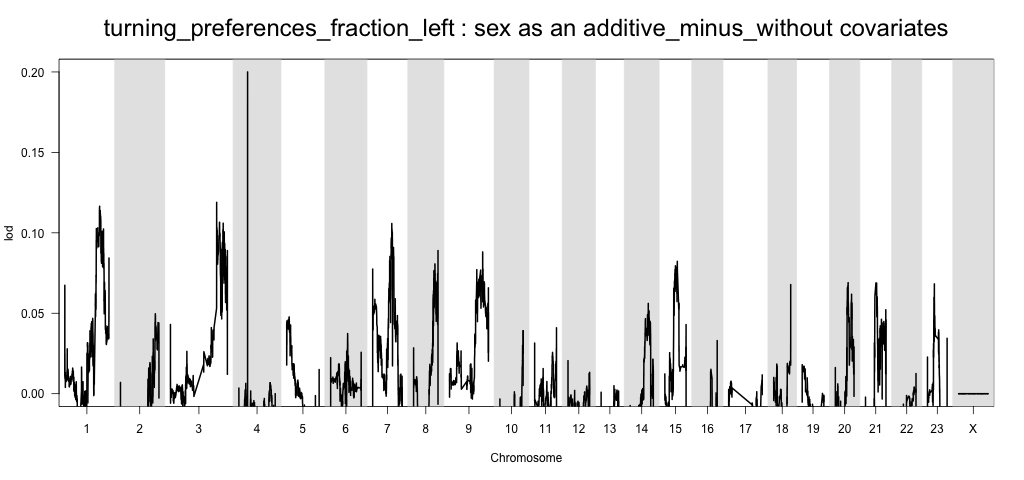 turning_preferences_fraction_left : sex as an additive_minus_without covariates
0.20
0.15
0.10
0.05
0.00
lod
1 2 3 4 5 6 7 8 9 10 11 12 13 14 15 16 17 18 19 20 21 22 23 X
Chromosome